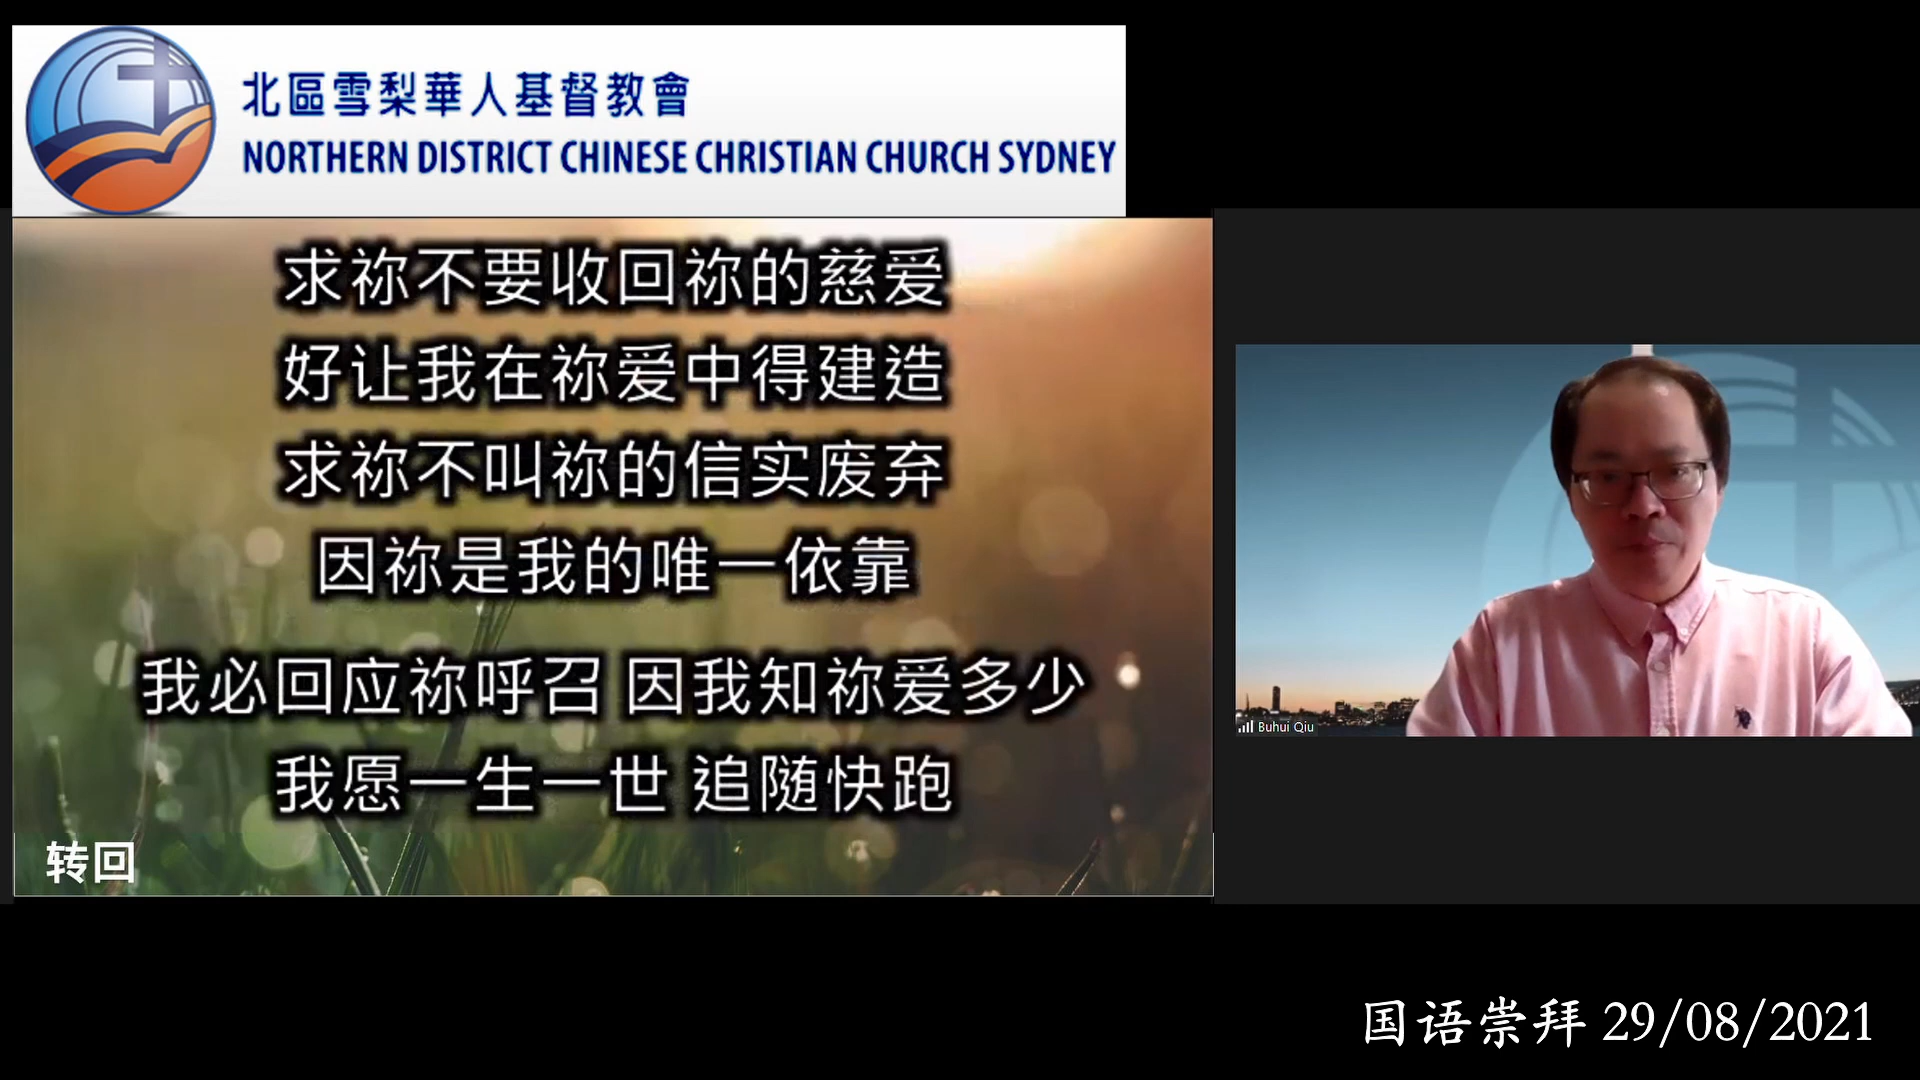 北區雪梨華人基督教會
NORTHERN DISTRICT CHINESE CHRISTIAN CHURCH SYDNEY
求祢不要收回祢的慈爱
好让我在祢爱中得建造
求祢不叫祢的信实废弃
因祢是我的唯一依靠
我必回应祢呼召 因我知祢爱多少
我愿一生一世 追随快跑
转回
Buhui Qiu
国语崇拜 29/08/2021